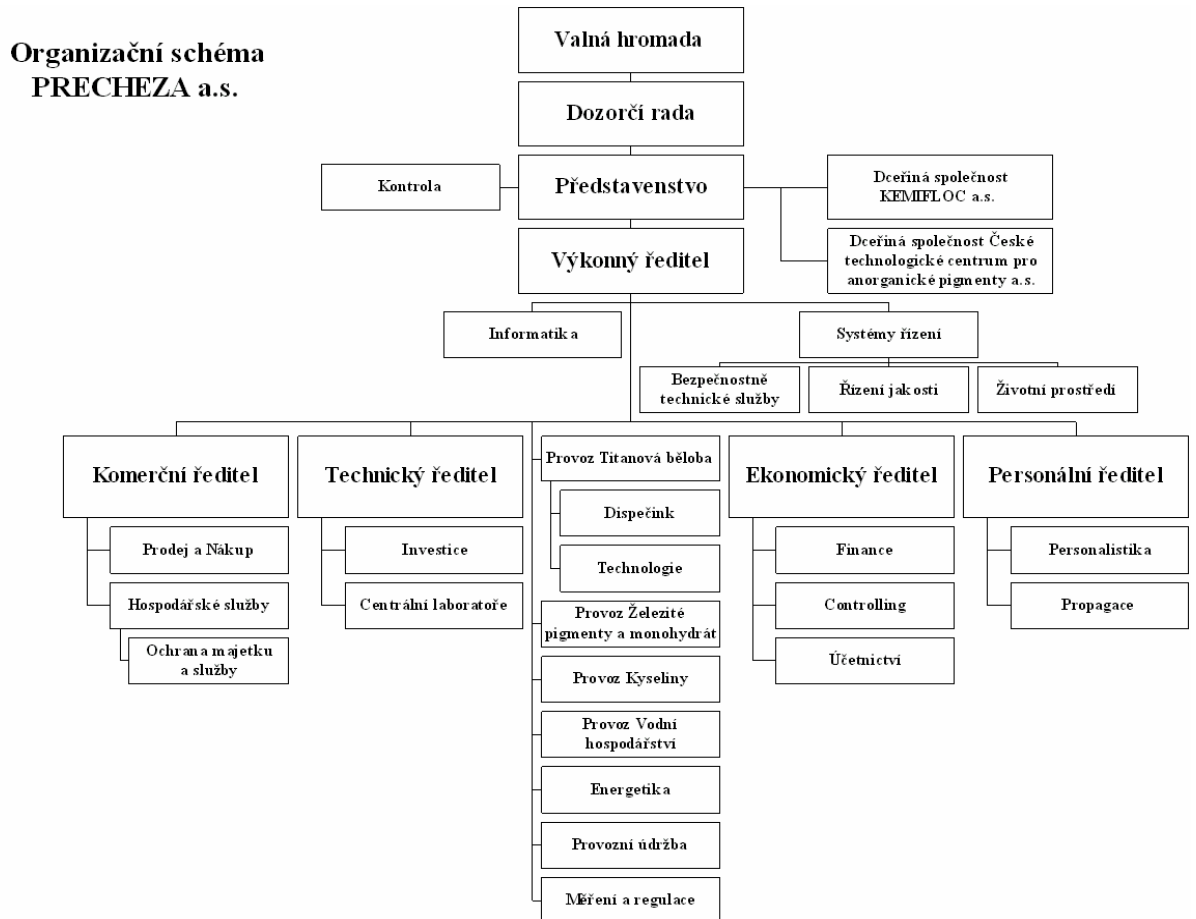 Organizační schéma
PRECHEZA a.s.
Valná hromada
Dozorčí rada
Kontrola
Představenstvo
Dceřiná společnost
KEMIFLOC a.s.
Výkonný ředitel
Dceřiná společnost České
technologické centrum pro
anorganické pigmenty a.s.
Informatika
Systémy řízení
Bezpečnostně
technické služby
Řízení jakosti
Životní prostředí
Komerční ředitel
Technický ředitel
Provoz Titanová běloba
Ekonomický ředitel
Personální ředitel
Dispečink
Prodej a Nákup
Investice
Technologie
Finance
Personalistika
Hospodářské služby
Centrální laboratoře
Provoz Železité
pigmenty a monohydrát
Controlling
Propagace
Ochrana majetku
a služby
Provoz Kyseliny
Účetnictví
Provoz Vodní
hospodářství
Energetika
Provozní údržba
Měření a regulace